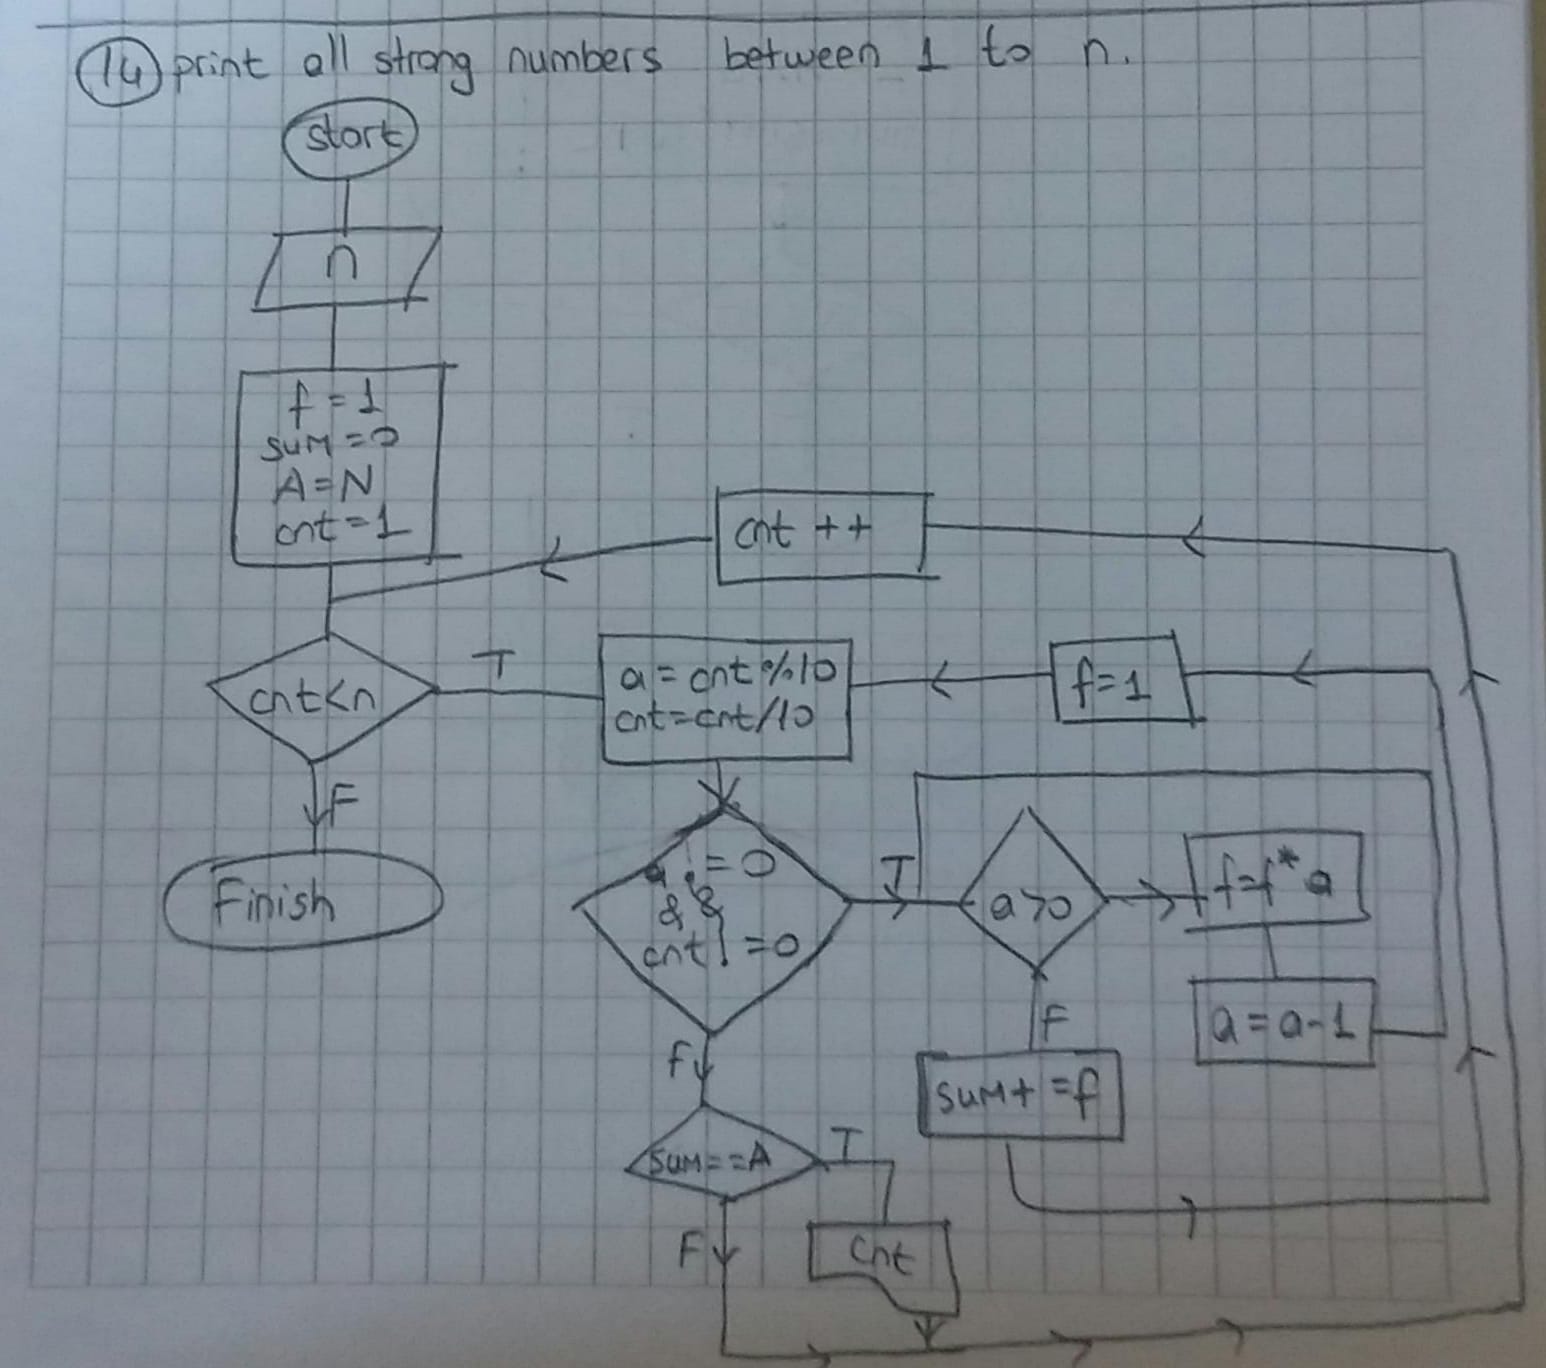 14 print all strong numbers between 1 to n.
start
n
f=1
sum=0
A=N
cnt=1
cnt ++
cnt<n
T
a=cnt%10
cnt=cnt/10
f=1
F
Finish
a!=0
&&
cnt!=0
T
a>0
f=f*a
a=a-1
F
sum+=f
F
sum==A
T
cnt
F